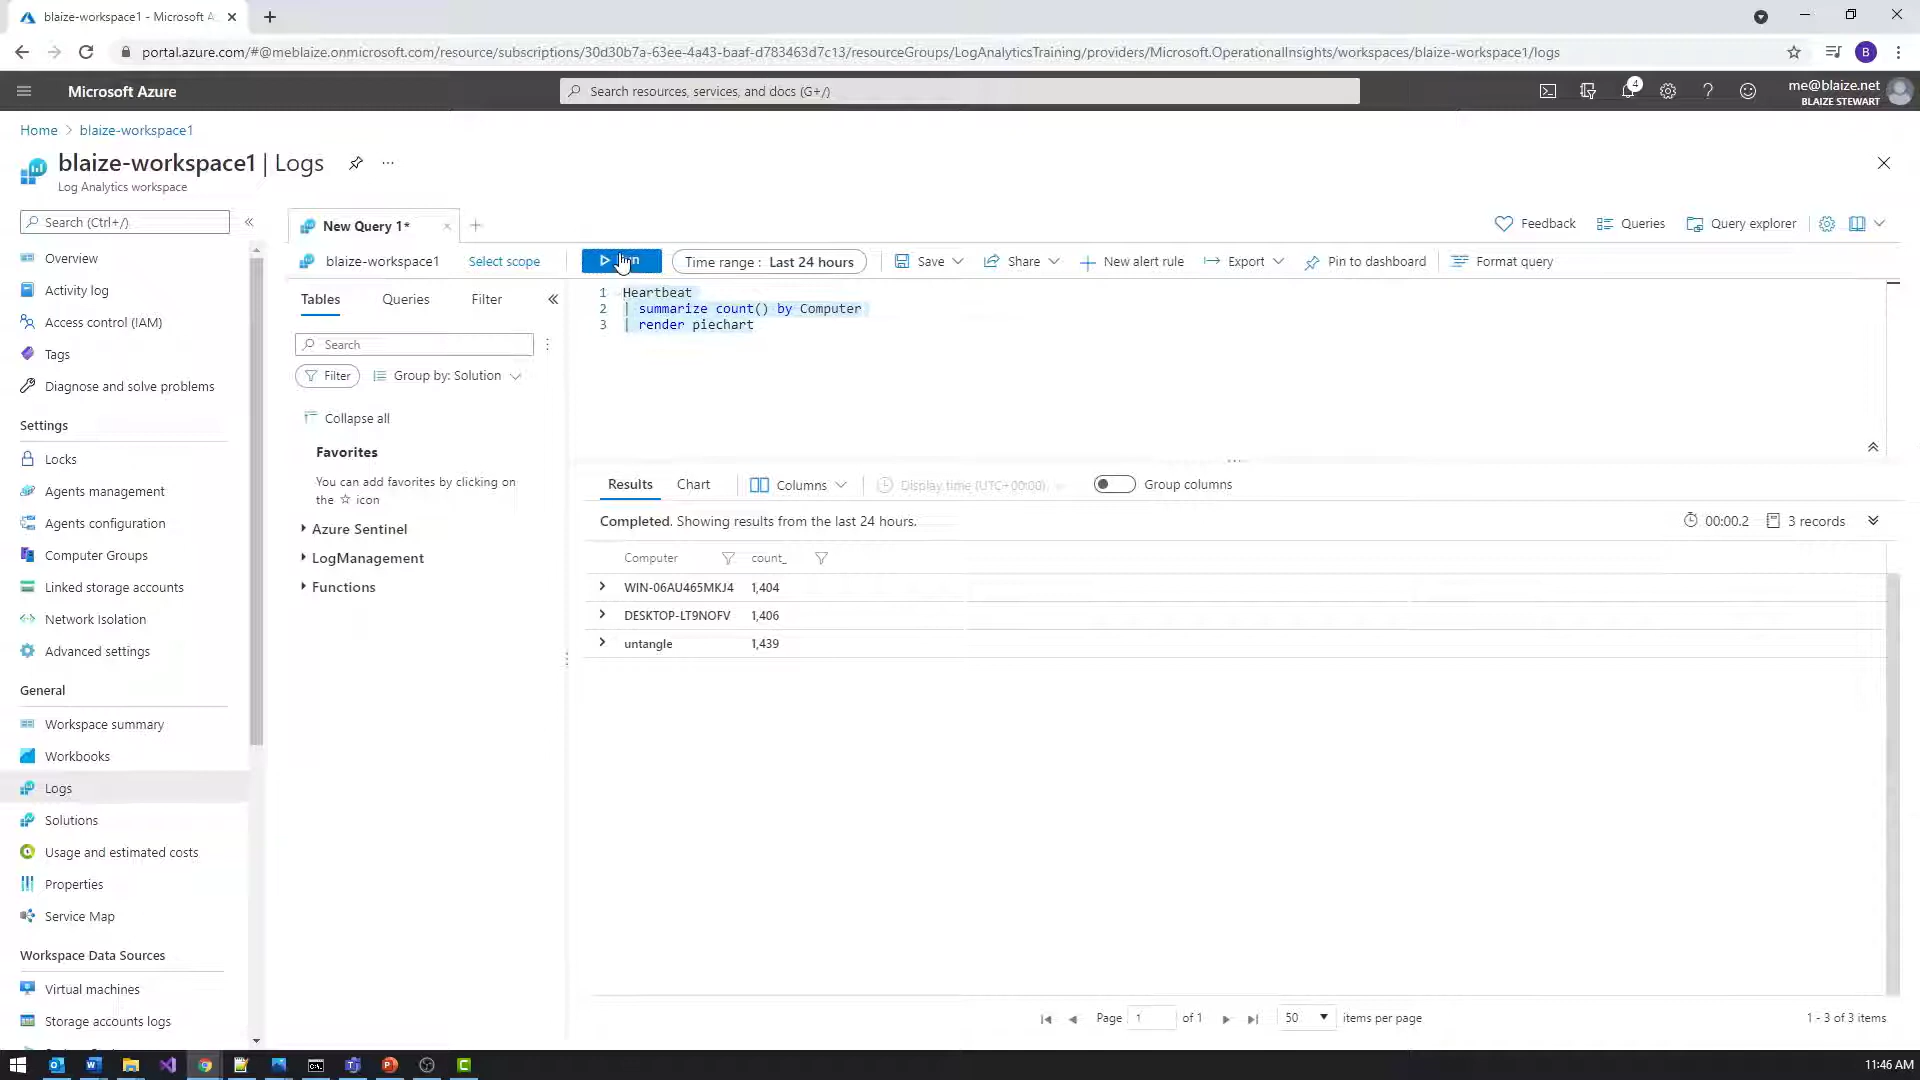 blaize-workspace1 - Microsoft A
portal.azure.com/#@meblaize.onmicrosoft.com/resource/subscriptions/30d30b7a-63ee-4a43-baaf-d783463d7c13/resourceGroups/LogAnalyticsTraining/providers/Microsoft.OperationalInsights/workspaces/blaize-workspace1/logs
B
Microsoft Azure
Search resources, services, and docs (G+/)
4
me@blaize.net
BLAIZE STEWART
Home > blaize-workspace1
blaize-workspace1 | Logs
Log Analytics workspace
Search (Ctrl+/)
Overview
Activity log
Access control (IAM)
Tags
Diagnose and solve problems
Settings
Locks
Agents management
Agents configuration
Computer Groups
Linked storage accounts
Network Isolation
Advanced settings
General
Workspace summary
Workbooks
Logs
Solutions
Usage and estimated costs
Properties
Service Map
Workspace Data Sources
Virtual machines
Storage accounts logs
New Query 1*
Feedback
Queries
Query explorer
blaize-workspace1
Select scope
Time range : Last 24 hours
Save
Share
New alert rule
Export
Pin to dashboard
Format query
Tables
Queries
Filter
Search
Filter
Group by: Solution
Collapse all
Favorites
You can add favorites by clicking on
the ☆ icon
Azure Sentinel
LogManagement
Functions
1 Heartbeat
2 | summarize count() by Computer
3 | render piechart
Results
Chart
Columns
Display time (UTC+00:00)
Group columns
Completed. Showing results from the last 24 hours.
00:00.2
3 records
Computer count_
WIN-06AU465MKJ4 1,404
DESKTOP-LT9NOFV 1,406
untangle 1,439
Page 1 of 1
50 items per page
1 - 3 of 3 items
11:46 AM